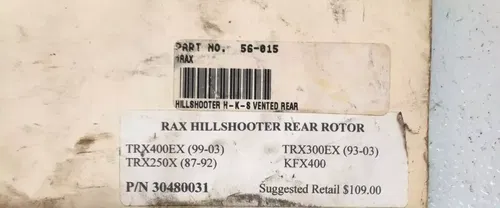 PART NO. 56-015
1RAX
HILLSHOOTER H-K-S VENTED REAR
RAX HILLSHOOTER REAR ROTOR
TRX400EX (99-03) TRX300EX (93-03)
TRX250X (87-92) KFX400
P/N 30480031 Suggested Retail $109.00